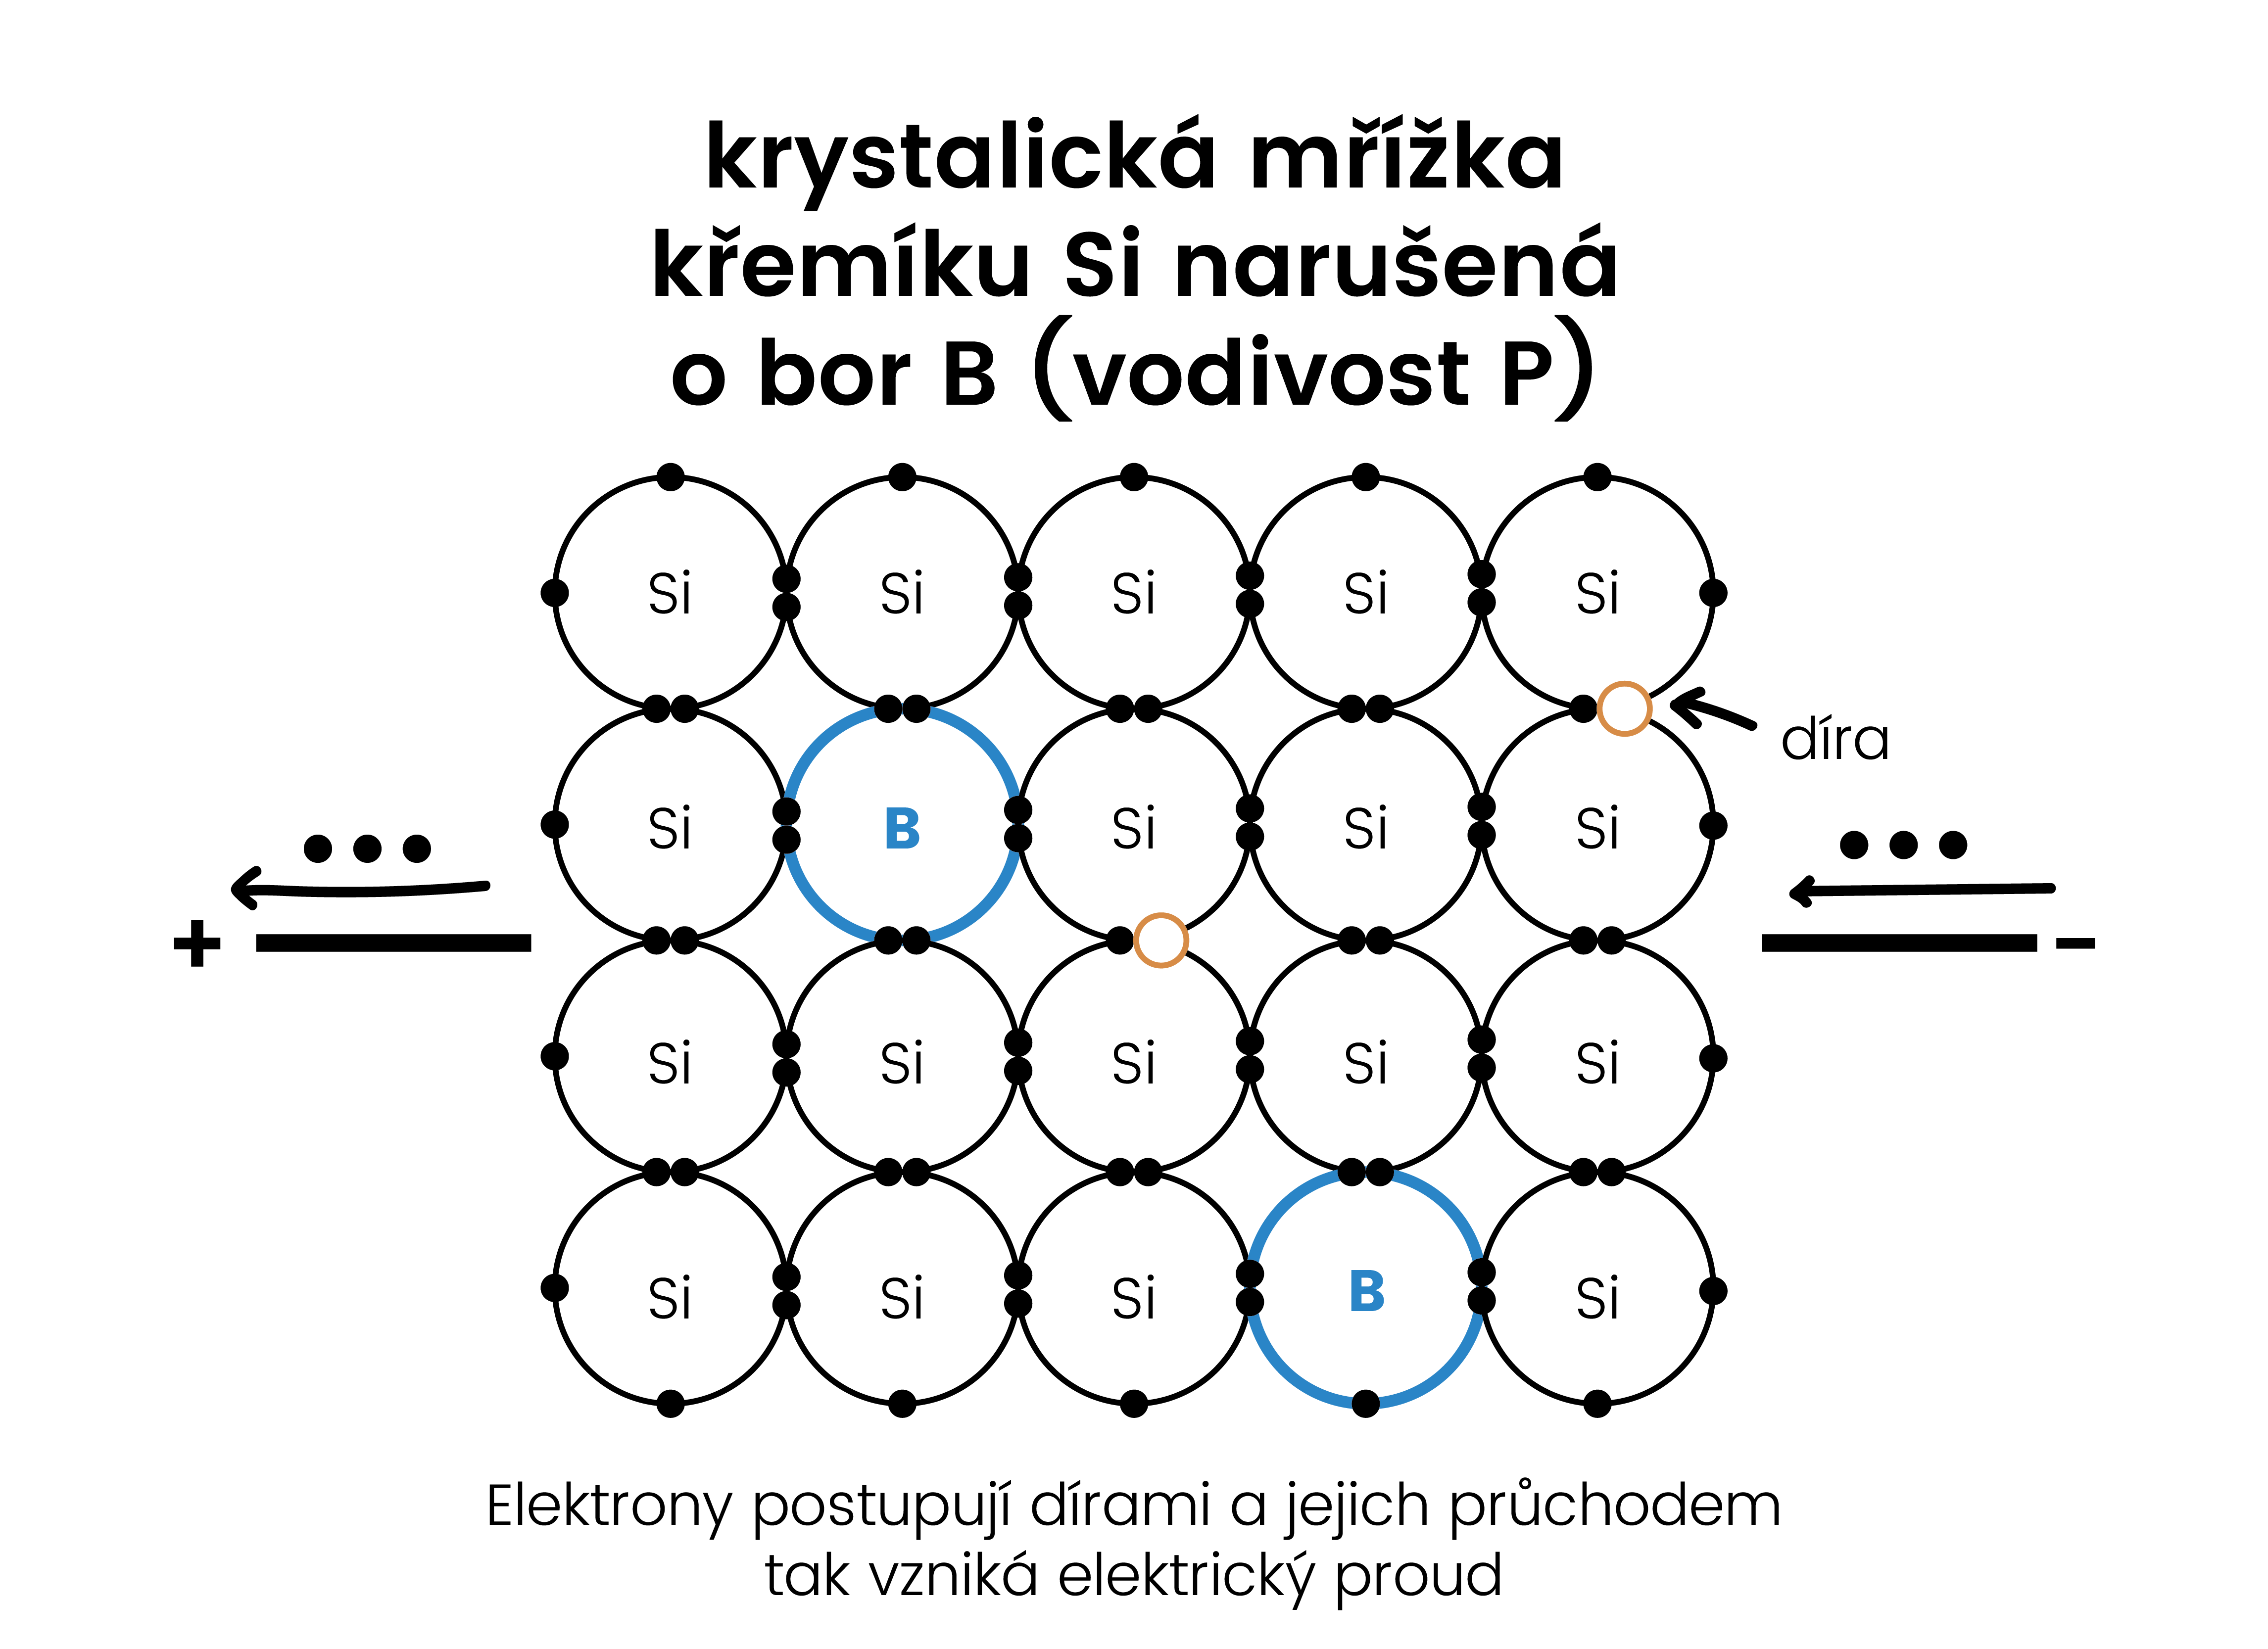 krystalická mřížka
křemíku Si narušená
o bor B (vodivost P)
Si Si Si Si Si
díra
Si B Si Si Si
+ -
Si Si Si Si Si
Si Si Si B Si
Elektrony postupují dírami a jejich průchodem
tak vzniká elektrický proud